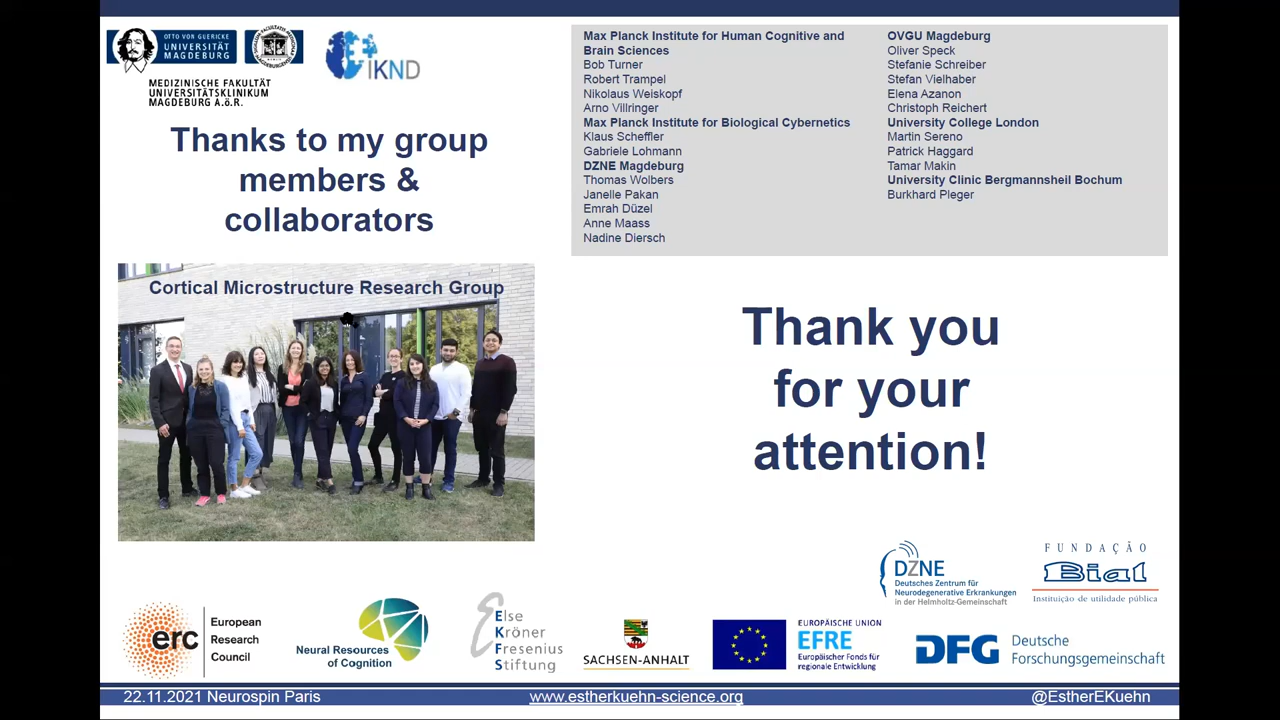 OTTO VON GUERICKE
UNIVERSITÄT
MAGDEBURG
MEDIZINISCHE FAKULTÄT
UNIVERSITÄTSKLINIKUM
MAGDEBURG A.ö.R.
IKND
Thanks to my group
members &
collaborators
Max Planck Institute for Human Cognitive and
Brain Sciences
Bob Turner
Robert Trampel
Nikolaus Weiskopf
Arno Villringer
Max Planck Institute for Biological Cybernetics
Klaus Scheffler
Gabriele Lohmann
DZNE Magdeburg
Thomas Wolbers
Janelle Pakan
Emrah Düzel
Anne Maass
Nadine Diersch
OVGU Magdeburg
Oliver Speck
Stefanie Schreiber
Stefan Vielhaber
Elena Azanon
Christoph Reichert
University College London
Martin Sereno
Patrick Haggard
Tamar Makin
University Clinic Bergmannsheil Bochum
Burkhard Pleger
Cortical Microstructure Research Group
Thank you
for your
attention!
DZNE
Deutsches Zentrum für
Neurodegenerative Erkrankungen
in der Helmholtz-Gemeinschaft
FUNDAÇÃO
Bial
Instituição de utilidade pública
erc
European
Research
Council
Neural Resources
of Cognition
Else
Kröner
Fresenius
Stiftung
EKFS
SACHSEN-ANHALT
EUROPÄISCHE UNION
EFRE
Europäischer Fonds für
regionale Entwicklung
DFG
Deutsche
Forschungsgemeinschaft
22.11.2021 Neurospin Paris
www.estherkuehn-science.org
@EstherEKuehn